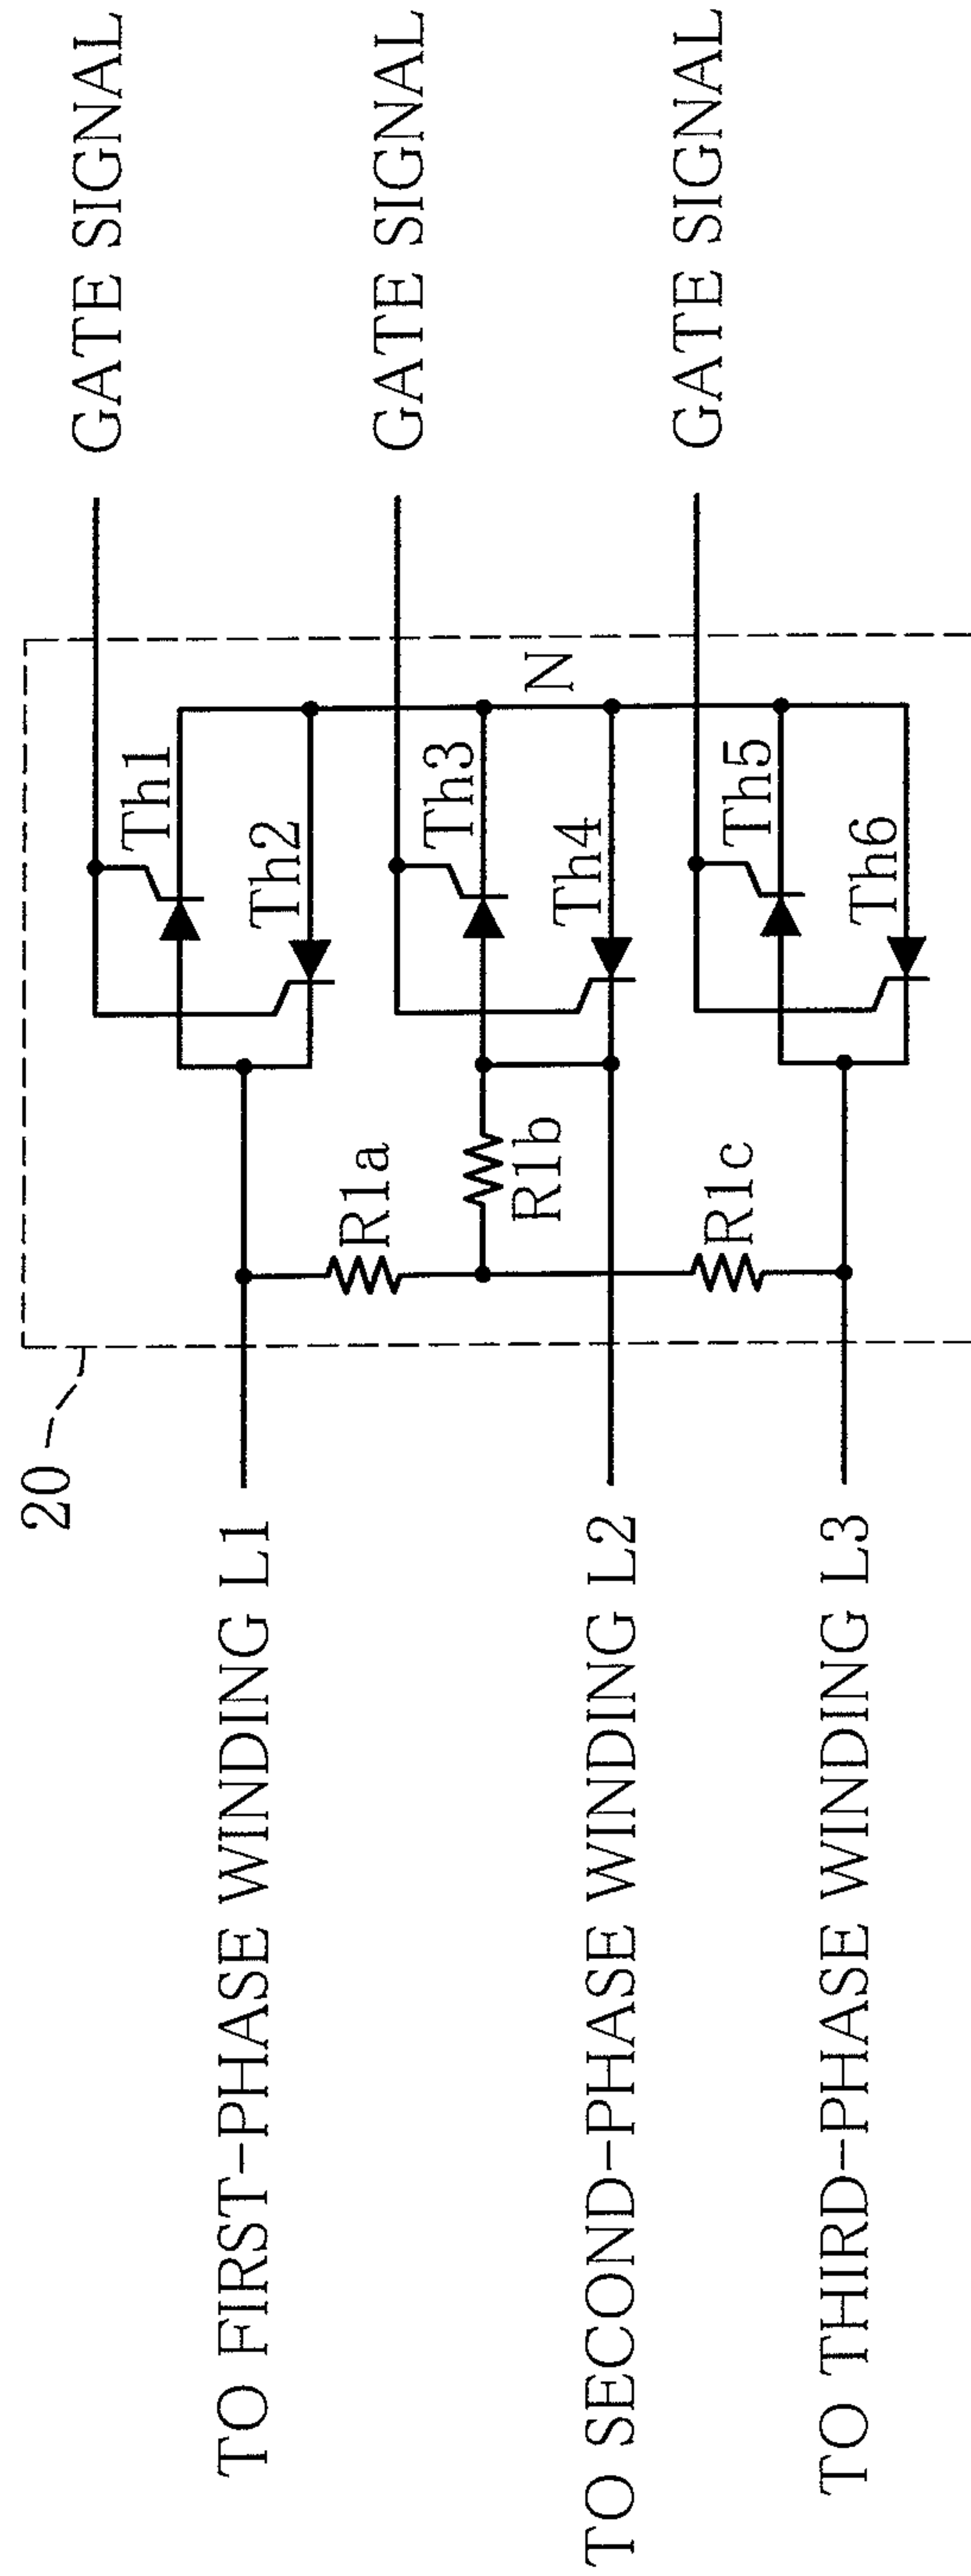 GATE SIGNAL
GATE SIGNAL
GATE SIGNAL
Th1
Th2
Th3
N
Th4
Th5
Th6
R1a
R1b
R1c
20
TO FIRST-PHASE WINDING L1
TO SECOND-PHASE WINDING L2
TO THIRD-PHASE WINDING L3